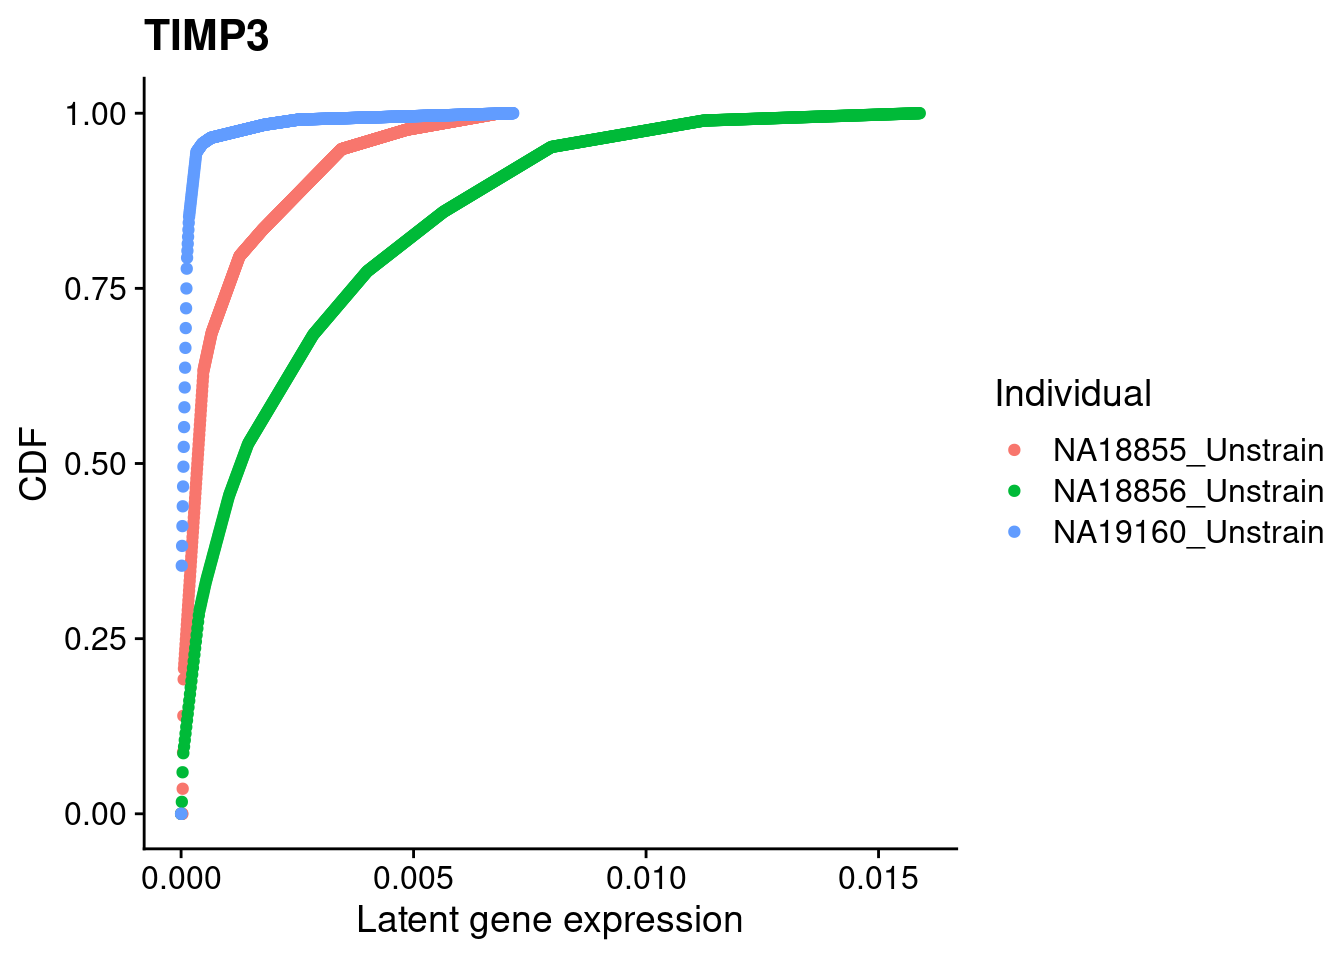 TIMP3
1.00
0.75
0.50
0.25
0.00
CDF
0.000 0.005 0.010 0.015
Latent gene expression
Individual
NA18855_Unstrain
NA18856_Unstrain
NA19160_Unstrain